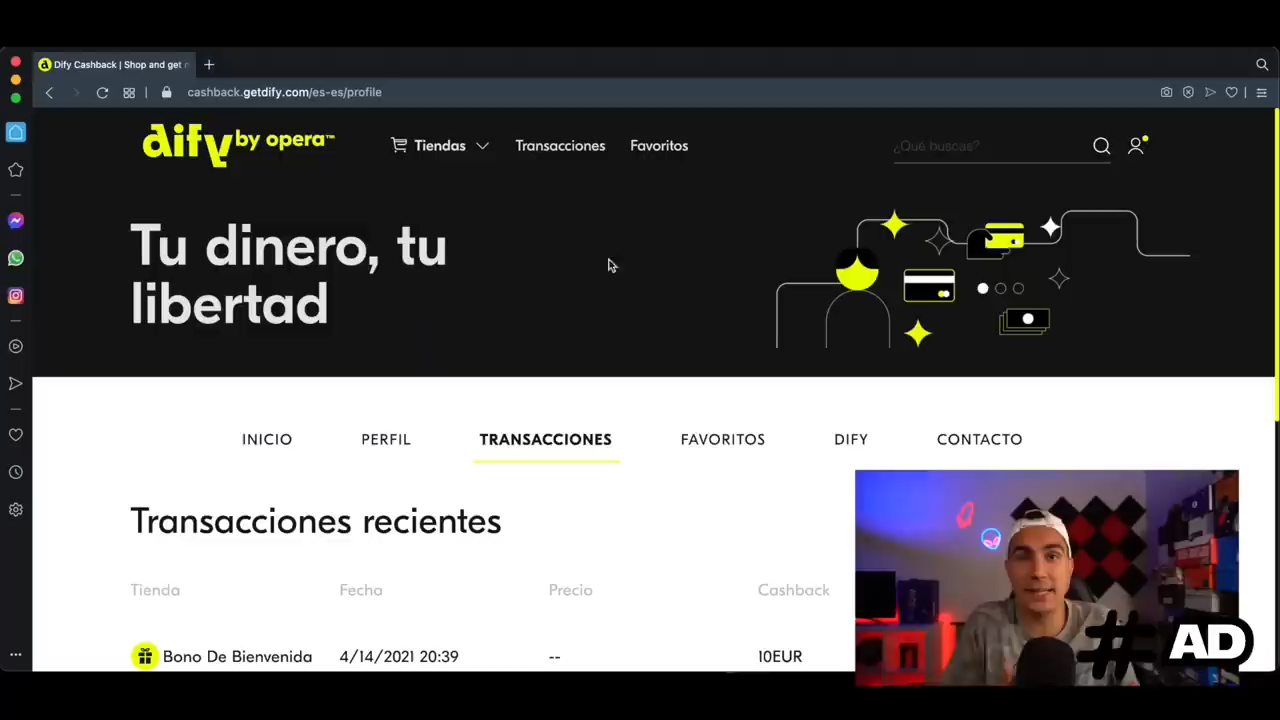 Dify Cashback | Shop and get m
cashback.getdify.com/es-es/profile
dify by opera™
Tiendas
Transacciones
Favoritos
¿Qué buscas?
Tu dinero, tu
libertad
INICIO
PERFIL
TRANSACCIONES
FAVORITOS
DIFY
CONTACTO
Transacciones recientes
Tienda
Fecha
Precio
Cashback
Bono De Bienvenida
4/14/2021 20:39
--
10EUR
#AD